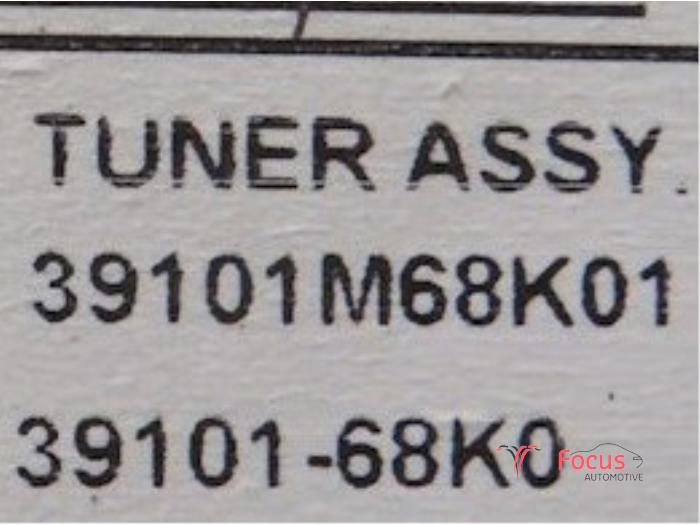 TUNER ASSY.
39101M68K01
39101-68K0
Focus
AUTOMOTIVE